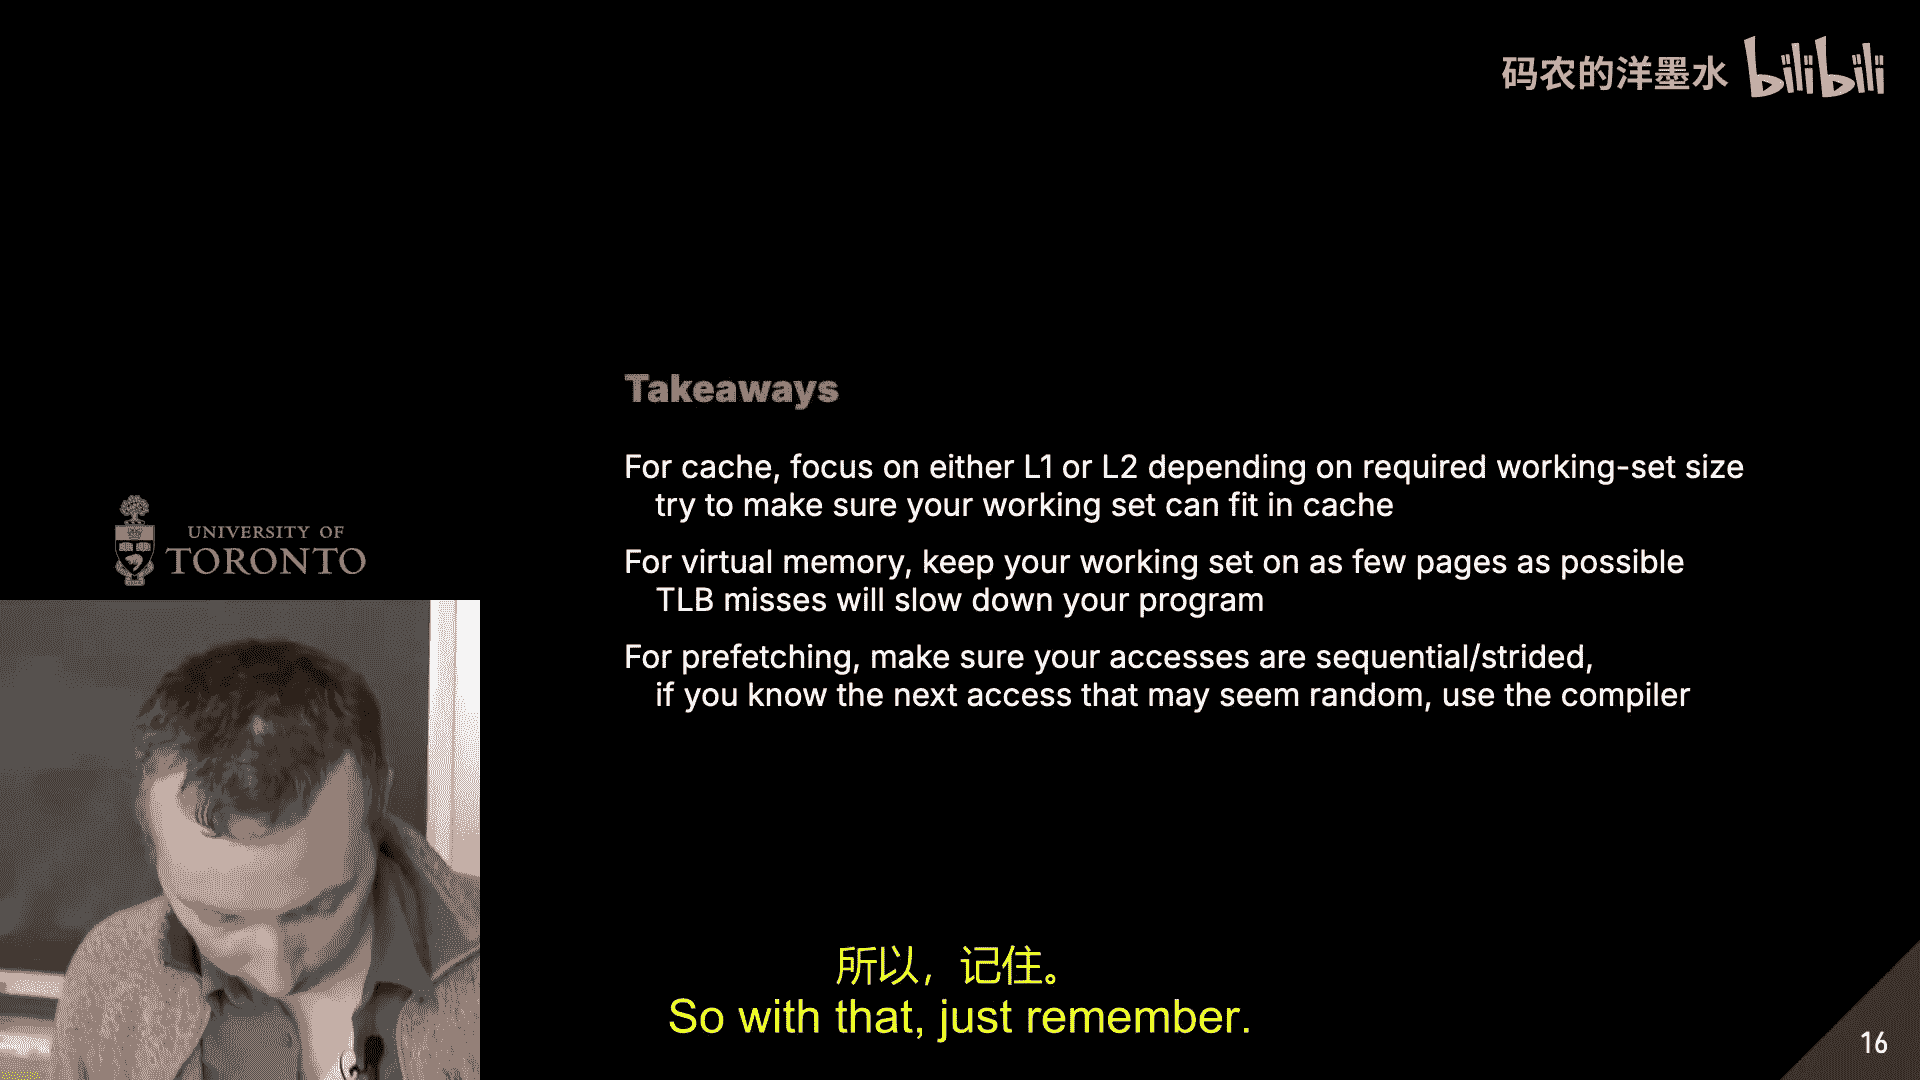 码农的洋墨水 bilibili
Takeaways
For cache, focus on either L1 or L2 depending on required working-set size
try to make sure your working set can fit in cache
For virtual memory, keep your working set on as few pages as possible
TLB misses will slow down your program
For prefetching, make sure your accesses are sequential/strided,
if you know the next access that may seem random, use the compiler
UNIVERSITY OF
TORONTO
所以，记住。
So with that, just remember.
16